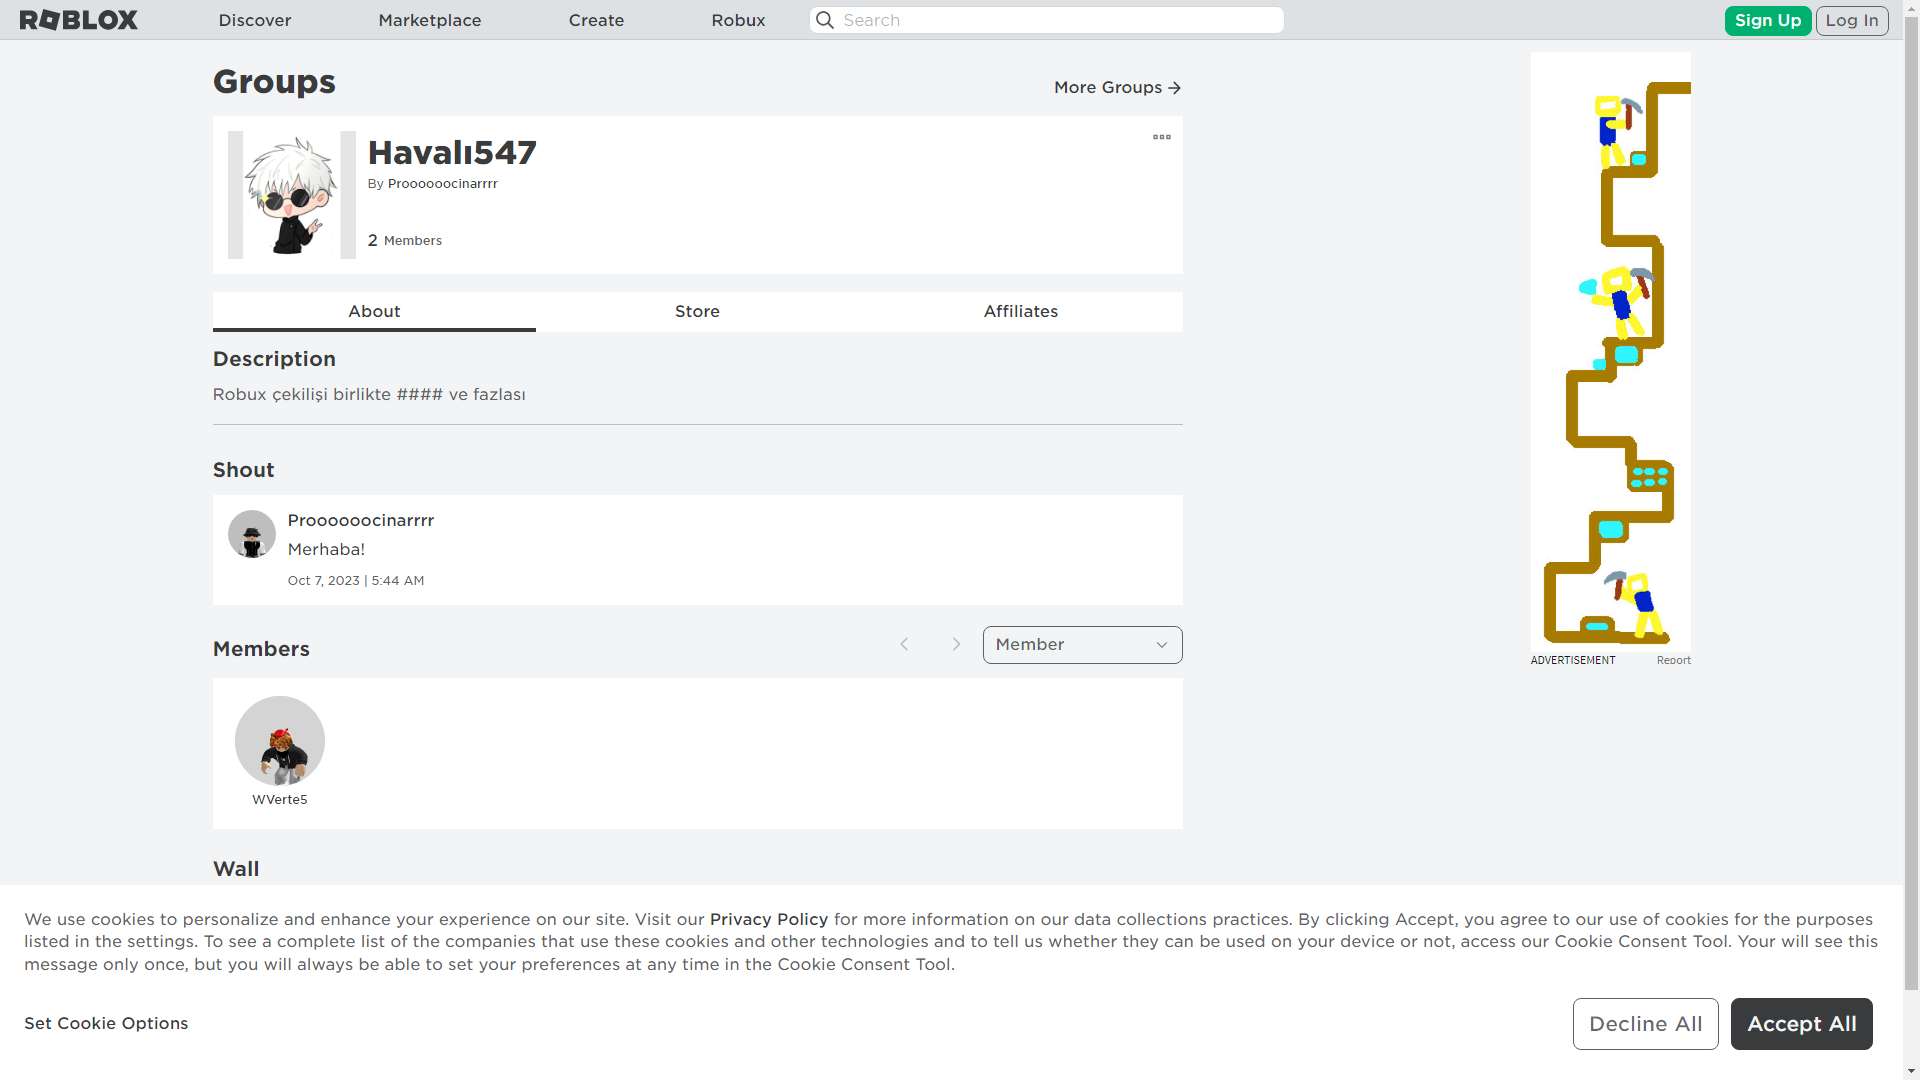 ROBLOX
Discover
Marketplace
Create
Robux
Search
Sign Up
Log In
Groups
More Groups
Havalı547
By Proooooocinarrrr
2 Members
About
Store
Affiliates
Description
Robux çekilişi birlikte #### ve fazlası
Shout
Proooooocinarrrr
Merhaba!
Oct 7, 2023 | 5:44 AM
Members
Member
WVerte5
Wall
ADVERTISEMENT
Report
We use cookies to personalize and enhance your experience on our site. Visit our Privacy Policy for more information on our data collections practices. By clicking Accept, you agree to our use of cookies for the purposes
listed in the settings. To see a complete list of the companies that use these cookies and other technologies and to tell us whether they can be used on your device or not, access our Cookie Consent Tool. Your will see this
message only once, but you will always be able to set your preferences at any time in the Cookie Consent Tool.
Set Cookie Options
Decline All
Accept All